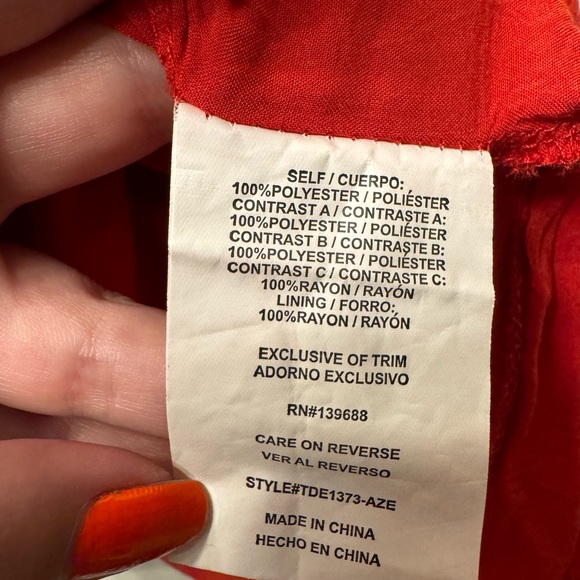 SELF / CUERPO:
100%POLYESTER / POLIÉSTER
CONTRAST A / CONTRASTE A:
100%POLYESTER / POLIÉSTER
CONTRAST B / CONTRASTE B:
100%POLYESTER / POLIÉSTER
CONTRAST C / CONTRASTE C:
100%RAYON / RAYÓN
LINING / FORRO:
100%RAYON / RAYÓN
EXCLUSIVE OF TRIM
ADORNO EXCLUSIVO
RN#139688
CARE ON REVERSE
VER AL REVERSO
STYLE#TDE1373-AZE
MADE IN CHINA
HECHO EN CHINA